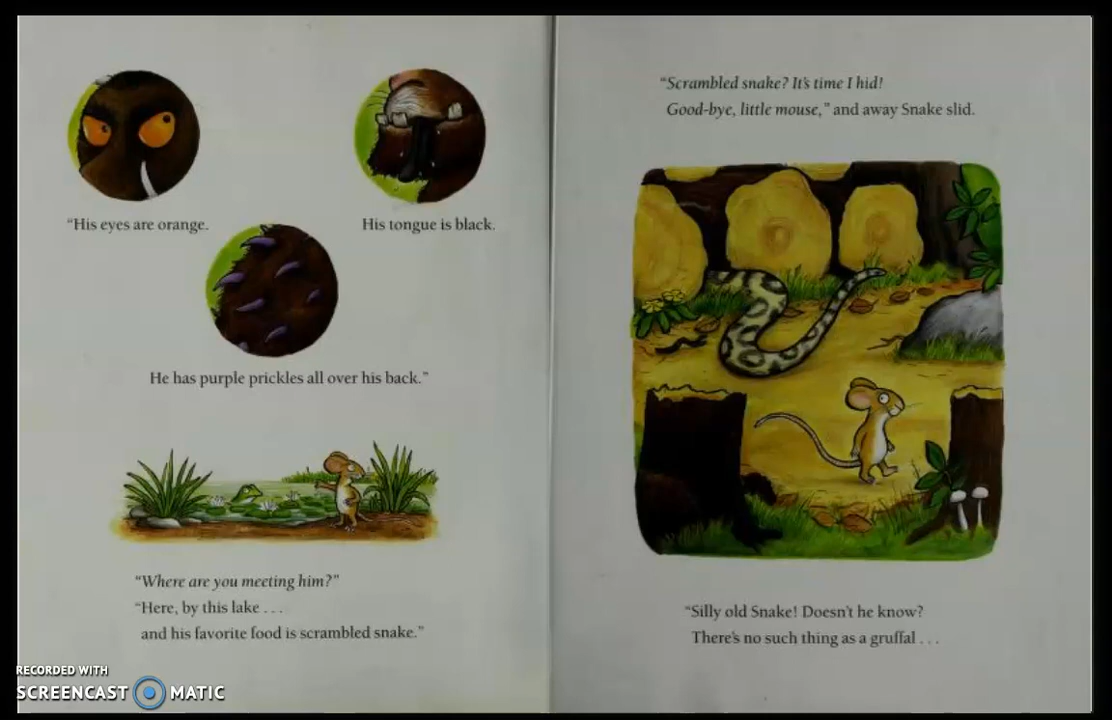 "His eyes are orange.
His tongue is black.
He has purple prickles all over his back."
"Where are you meeting him?"
"Here, by this lake . . .
and his favorite food is scrambled snake."
"Scrambled snake? It's time I hid!
Good-bye, little mouse," and away Snake slid.
"Silly old Snake! Doesn't he know?
There's no such thing as a gruffal . . .
RECORDED WITH
SCREENCAST MATIC